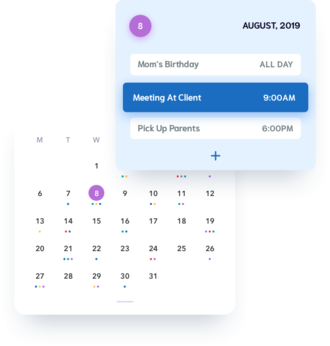 8 AUGUST, 2019
Mom's Birthday ALL DAY
Meeting At Client 9:00AM
Pick Up Parents 6:00PM
+
M T W
1
6 7 8 9 10 11 12
13 14 15 16 17 18 19
20 21 22 23 24 25 26
27 28 29 30 31